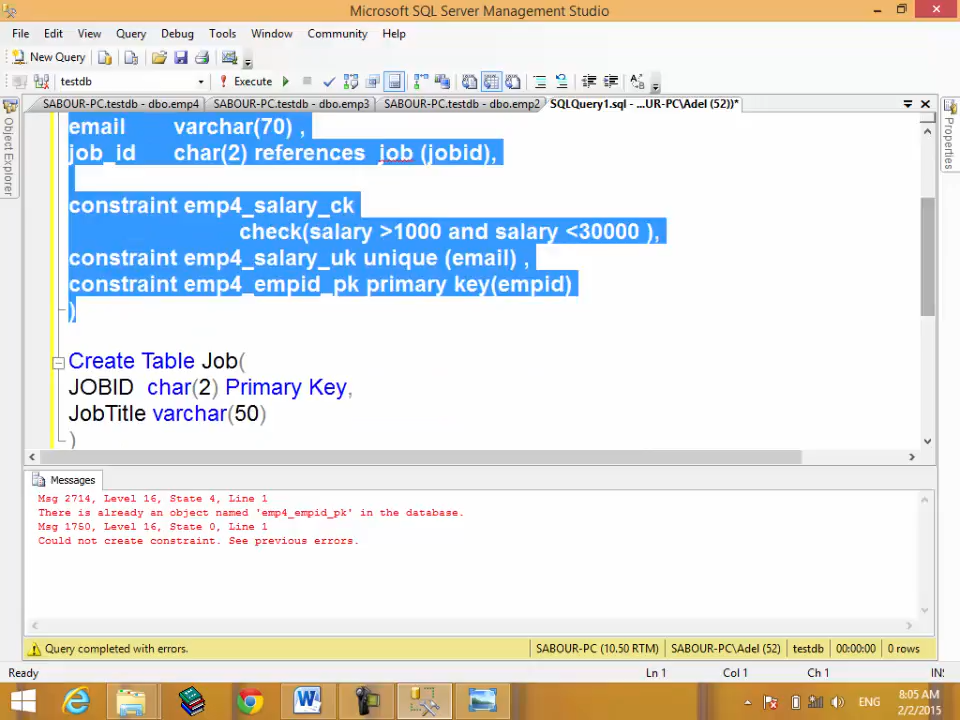 Microsoft SQL Server Management Studio
File Edit View Query Debug Tools Window Community Help
New Query
testdb Execute
SABOUR-PC.testdb - dbo.emp4 SABOUR-PC.testdb - dbo.emp3 SABOUR-PC.testdb - dbo.emp2 SQLQuery1.sql - ...UR-PC\Adel (52))*
Object Explorer
Properties
email varchar(70) ,
job_id char(2) references job (jobid),
constraint emp4_salary_ck
check(salary >1000 and salary <30000 ),
constraint emp4_salary_uk unique (email) ,
constraint emp4_empid_pk primary key(empid)
)
Create Table Job(
JOBID char(2) Primary Key,
JobTitle varchar(50)
)
Messages
Msg 2714, Level 16, State 4, Line 1
There is already an object named 'emp4_empid_pk' in the database.
Msg 1750, Level 16, State 0, Line 1
Could not create constraint. See previous errors.
Query completed with errors. SABOUR-PC (10.50 RTM) SABOUR-PC\Adel (52) testdb 00:00:00 0 rows
Ready Ln 1 Col 1 Ch 1 INS
ENG
8:05 AM
2/2/2015